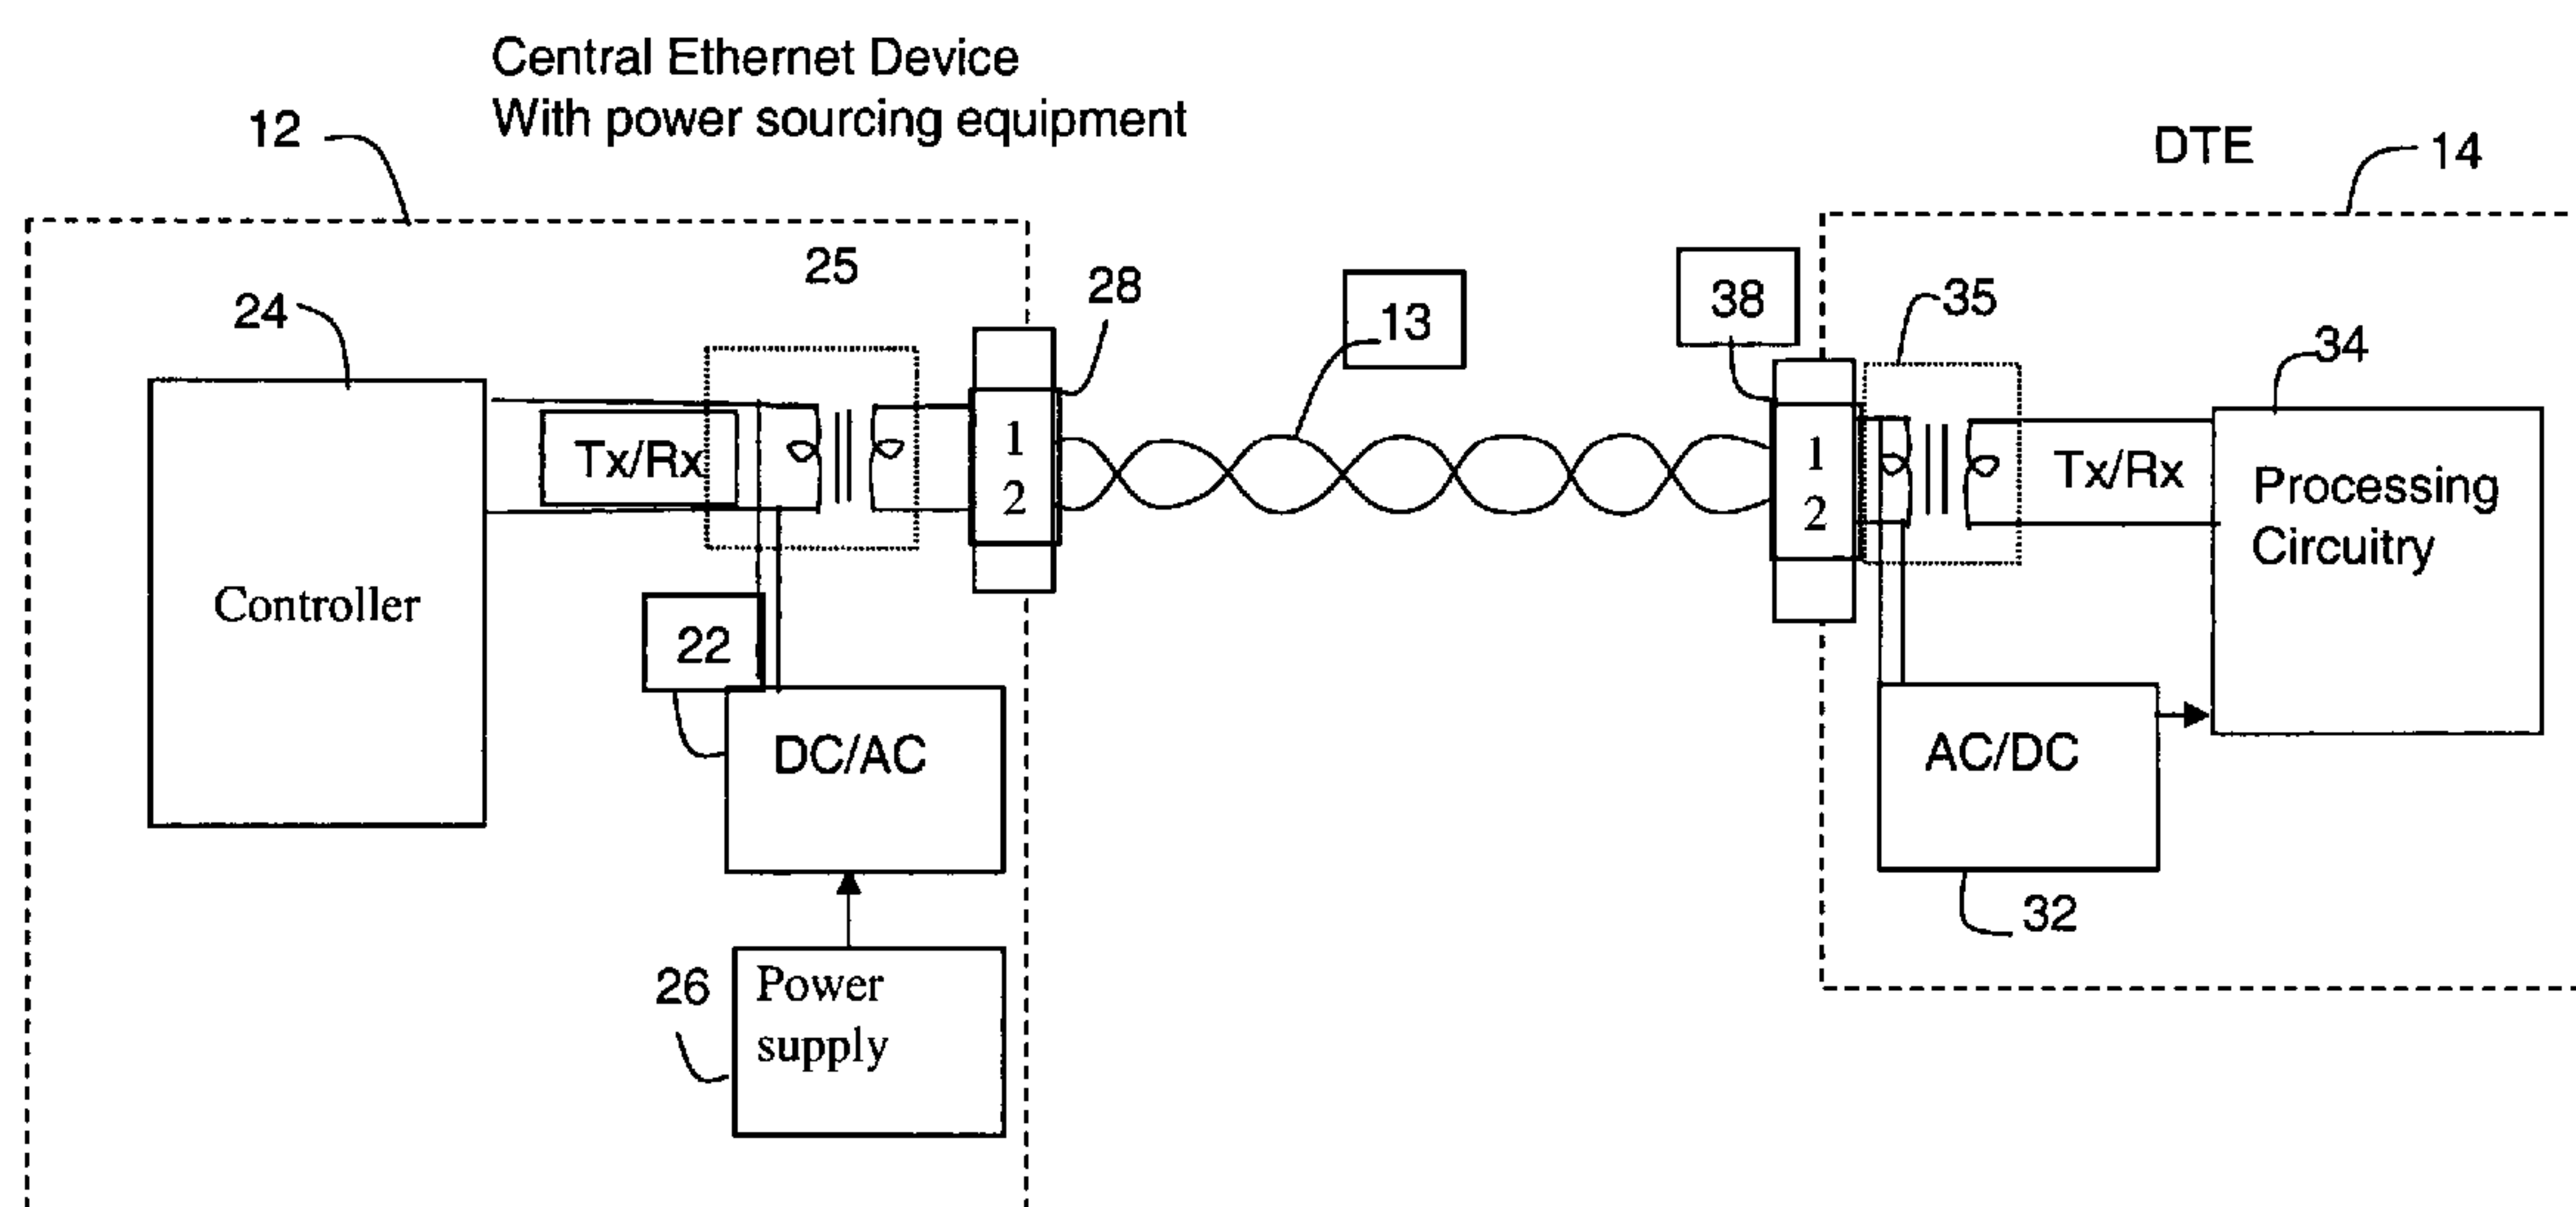 Central Ethernet Device
With power sourcing equipment
12
DTE
14
25
28
24
13
38
35
34
Tx/Rx
1
2
1
2
Tx/Rx
Processing
Circuitry
Controller
22
DC/AC
AC/DC
32
26
Power
supply